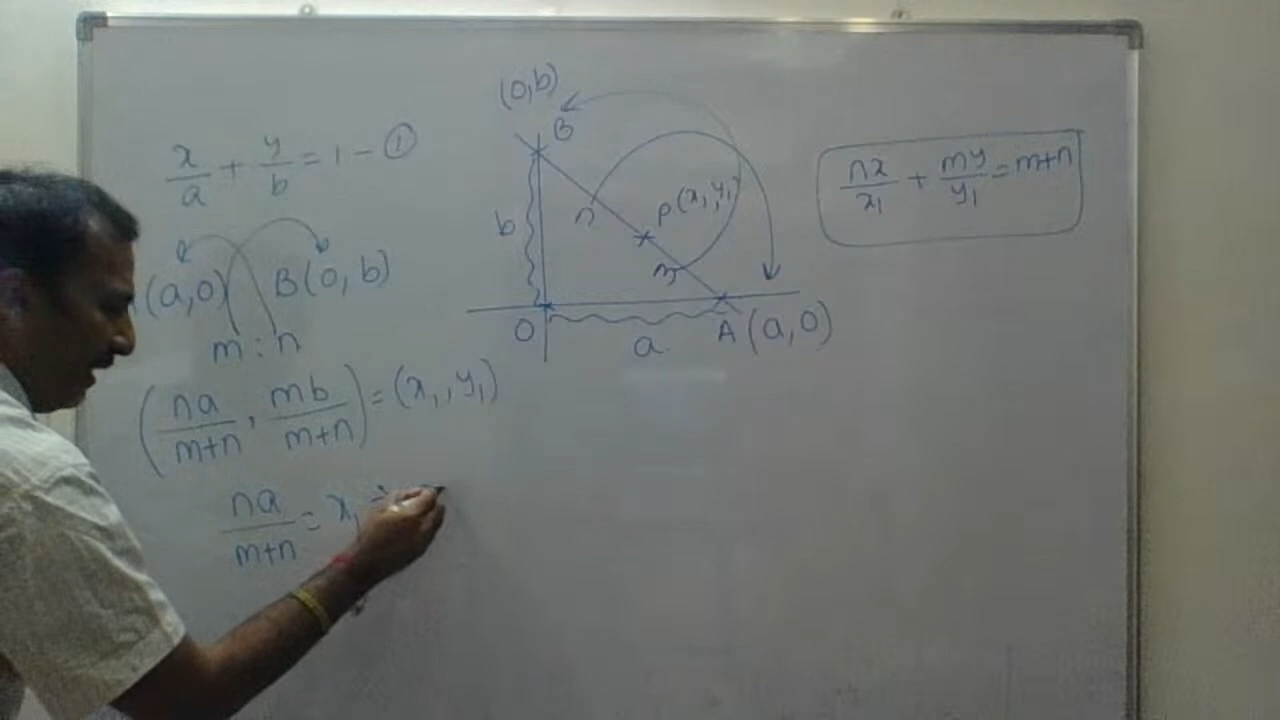 x/a + y/b = 1 - ①
(a,0) B(0, b)
m : n
(na/m+n , mb/m+n) = (x₁, y₁)
na/m+n = x₁
(0,b)
B
n
P(x₁, y₁)
b
m
O
a
A (a,0)
nx/x₁ + my/y₁ = m+n